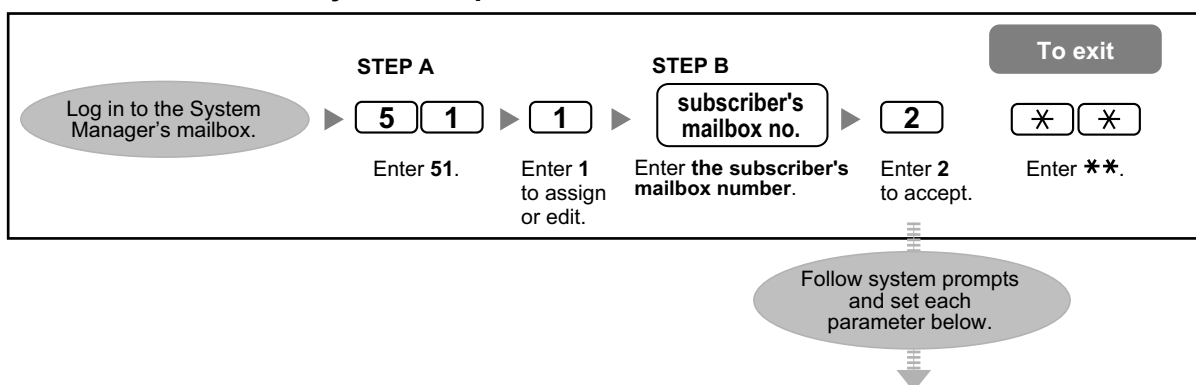 To exit
STEP A
STEP B
Log in to the System
Manager's mailbox.
5 1
1
subscriber's
mailbox no.
2
* *
Enter 51.
Enter 1
to assign
or edit.
Enter the subscriber's
mailbox number.
Enter 2
to accept.
Enter **.
Follow system prompts
and set each
parameter below.